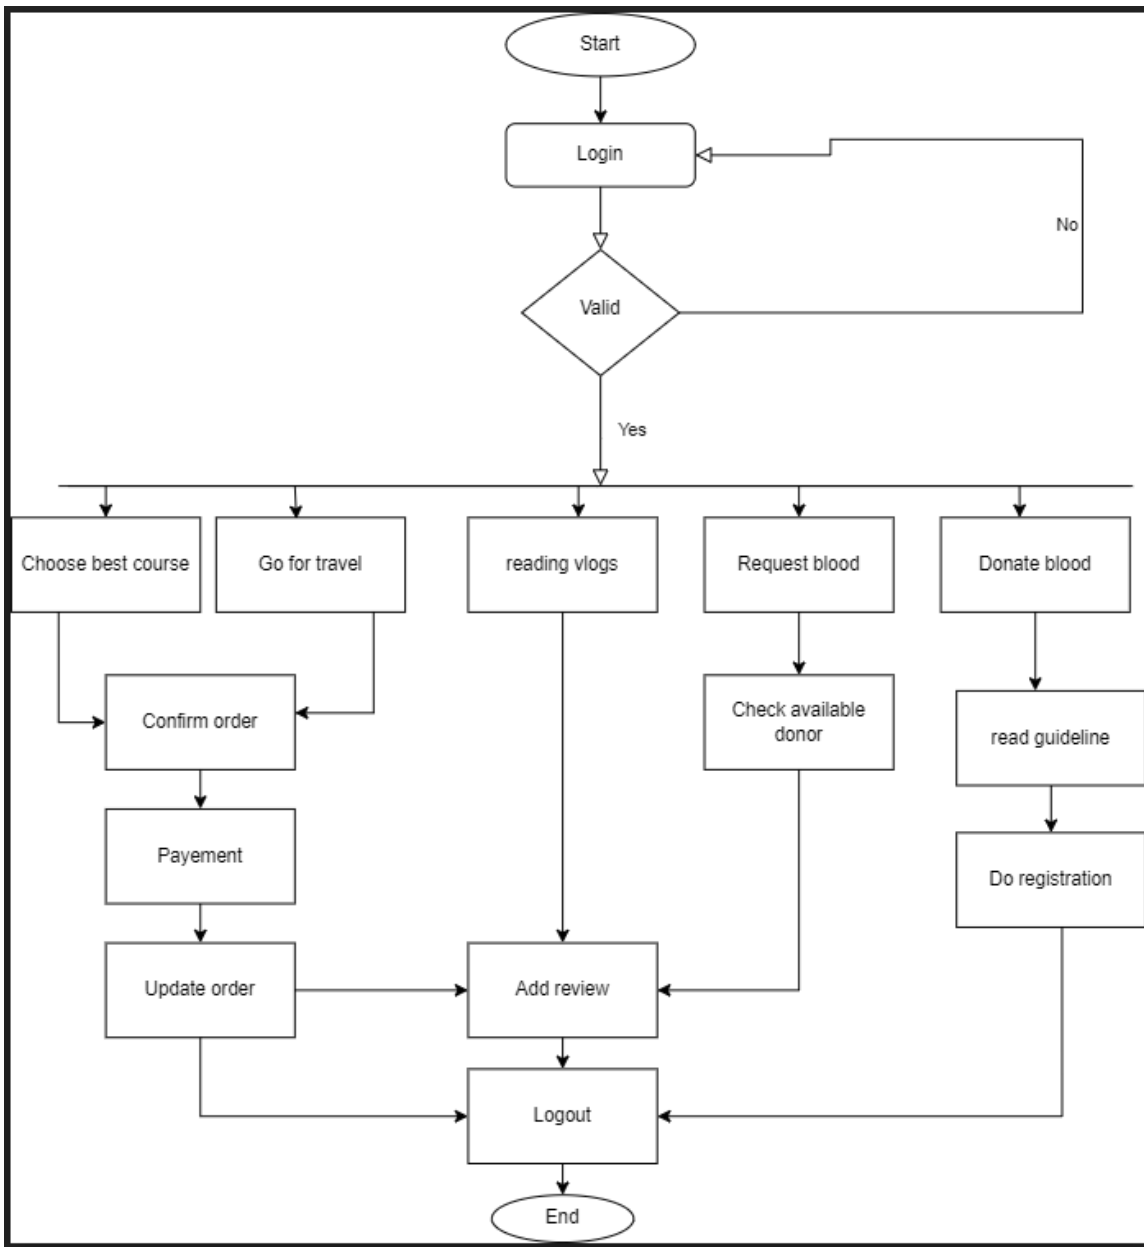 Start
Login
No
Valid
Yes
Choose best course
Go for travel
reading vlogs
Request blood
Donate blood
Confirm order
Check available
donor
read guideline
Payement
Do registration
Update order
Add review
Logout
End